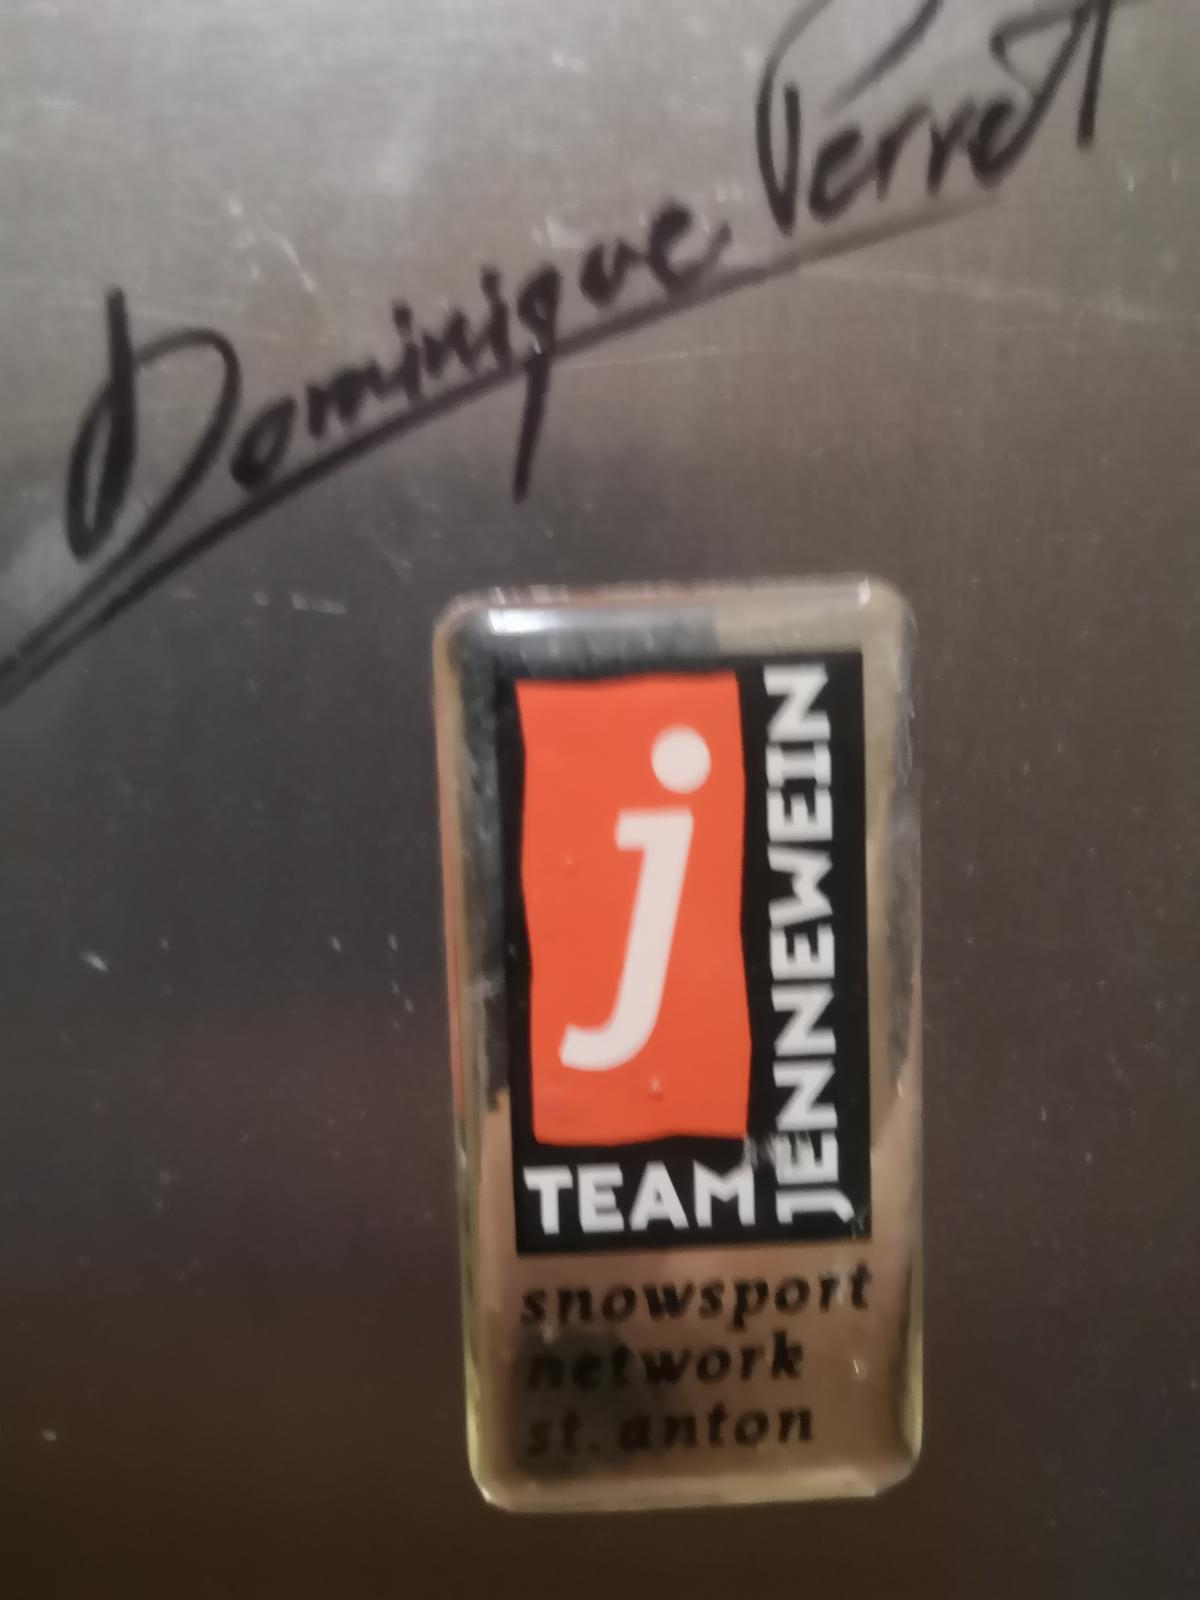 Dominique Perret
j
TEAM
JENNEWEIN
snowsport
network
st. anton